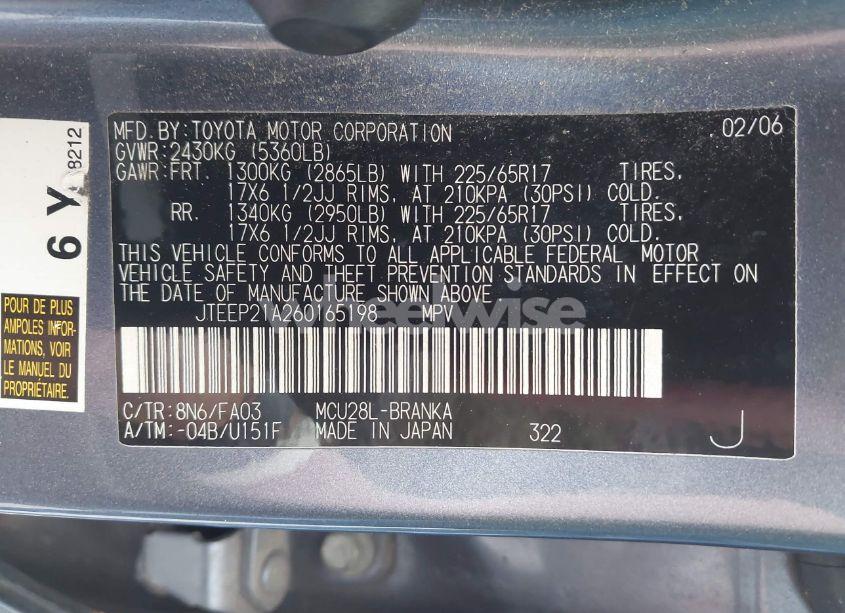 MFD. BY: TOYOTA MOTOR CORPORATION 02/06
GVWR: 2430KG (5360LB)
GAWR: FRT. 1300KG (2865LB) WITH 225/65R17 TIRES,
17X6 1/2JJ RIMS, AT 210KPA (30PSI) COLD.
RR. 1340KG (2950LB) WITH 225/65R17 TIRES,
17X6 1/2JJ RIMS, AT 210KPA (30PSI) COLD.
THIS VEHICLE CONFORMS TO ALL APPLICABLE FEDERAL MOTOR
VEHICLE SAFETY AND THEFT PREVENTION STANDARDS IN EFFECT ON
THE DATE OF MANUFACTURE SHOWN ABOVE.
JTEEP21A260165198 MPV
C/TR: 8N6/FA03 MCU28L-BRANKA
A/TM: -04B/U151F MADE IN JAPAN 322 J
8212
6 Y
POUR DE PLUS
AMPOLES INFOR-
MATIONS, VOIR
LE MANUEL DU
PROPRIÉTAIRE.
wheelwise